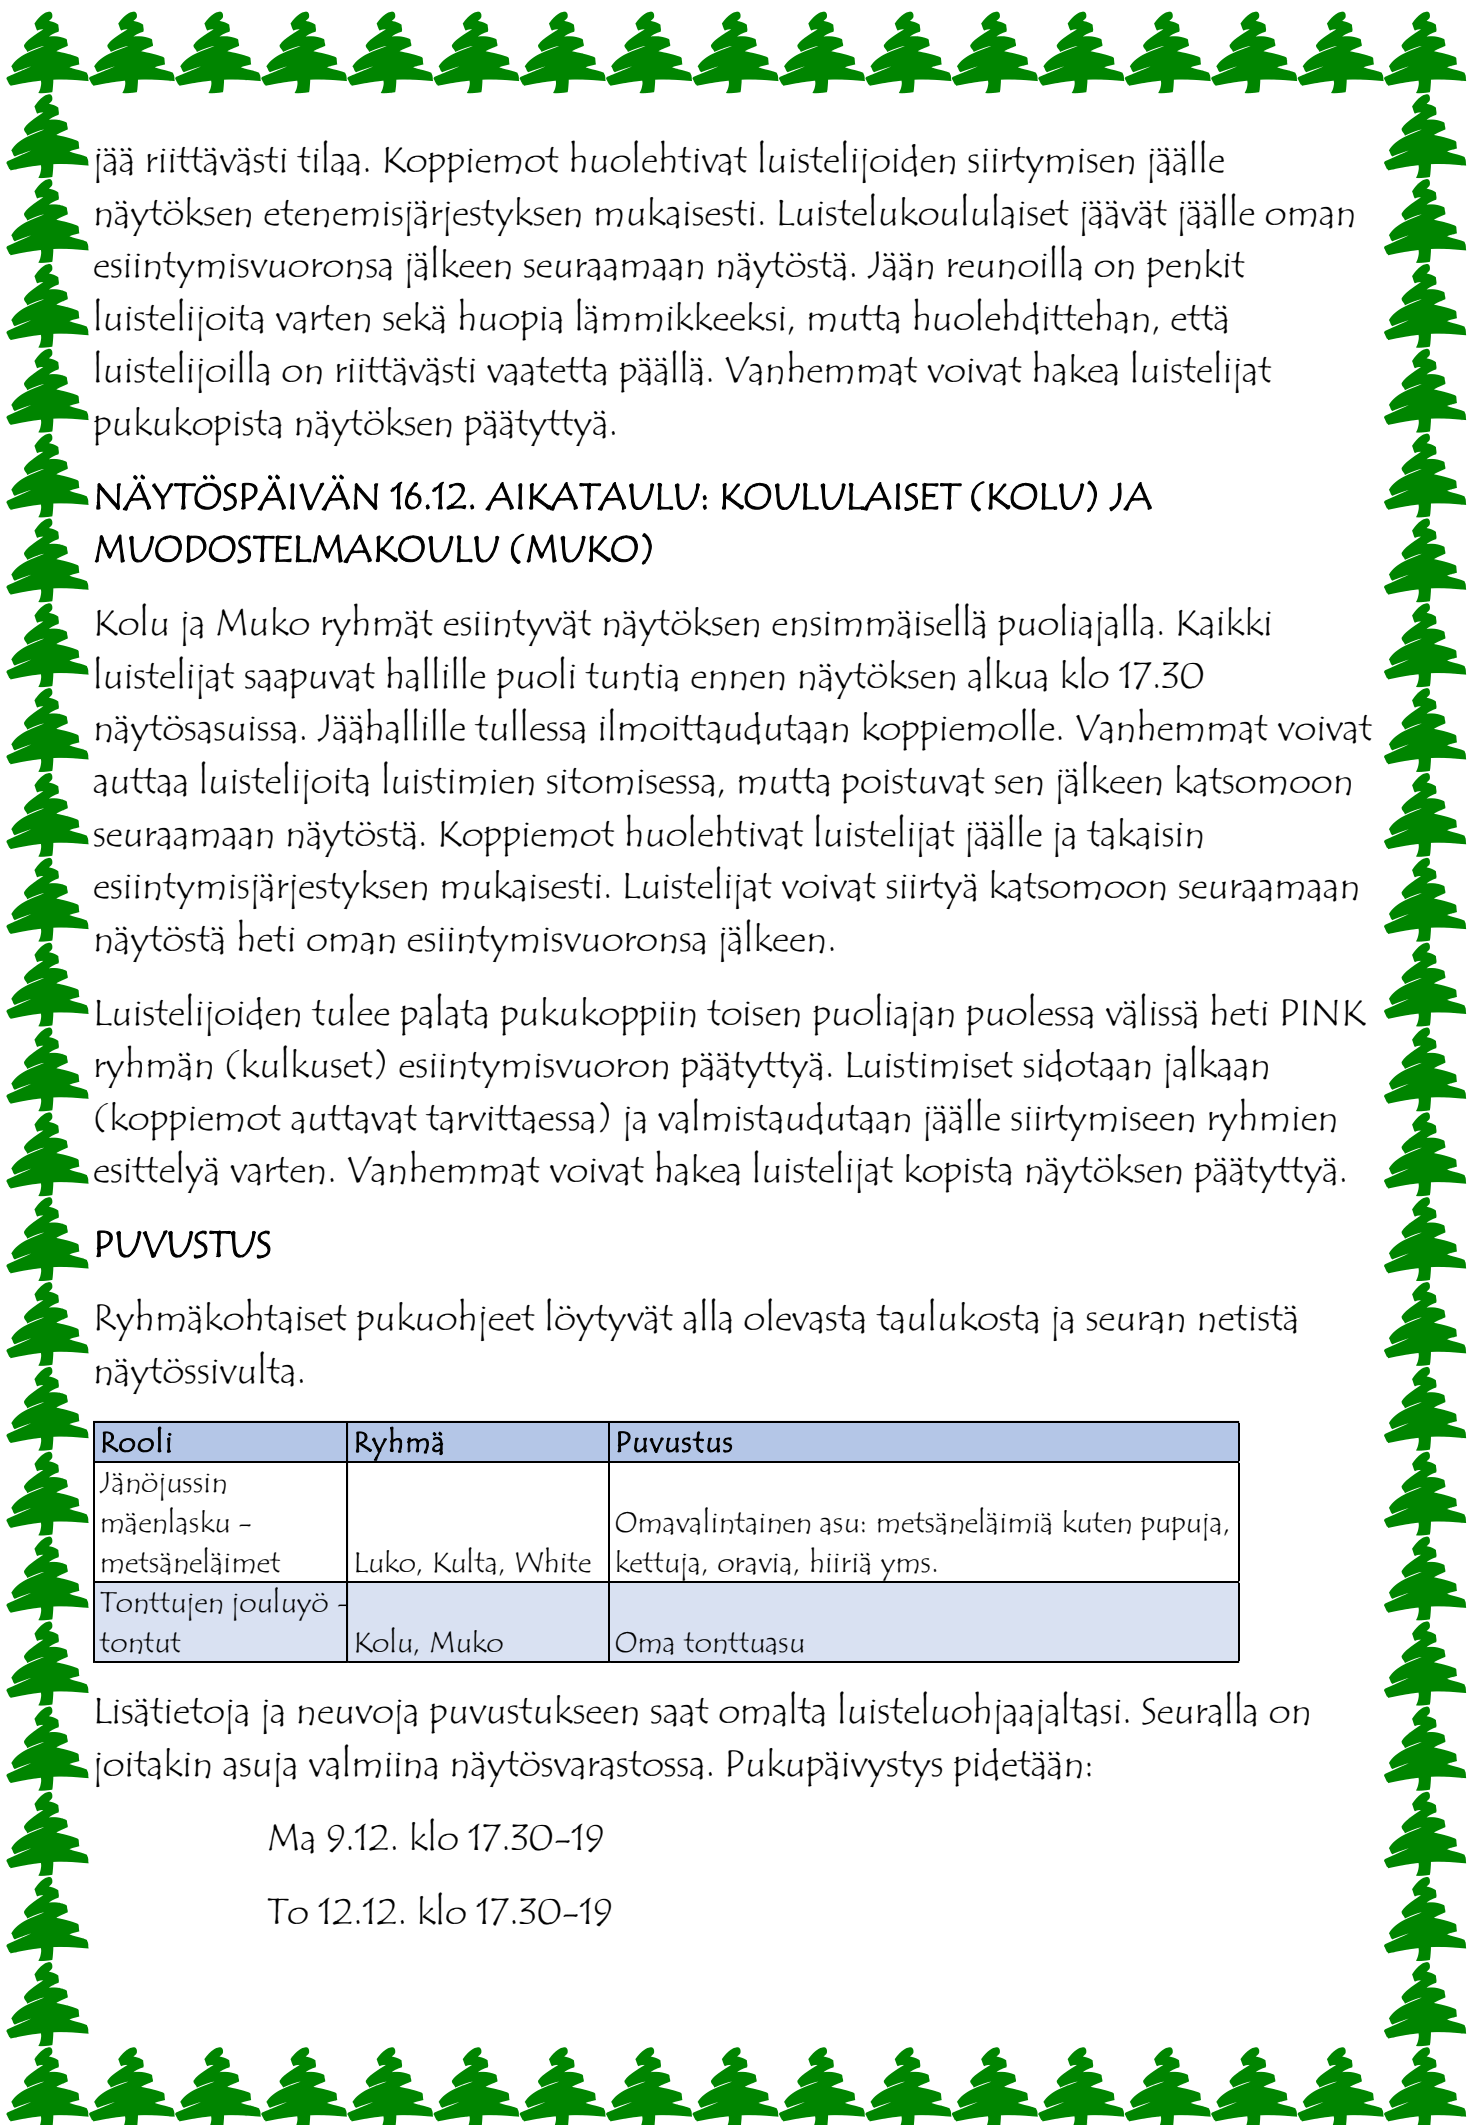 jää riittävästi tilaa. Koppiemot huolehtivat luistelijoiden siirtymisen jäälle
näytöksen etenemisjärjestyksen mukaisesti. Luistelukoululaiset jäävät jäälle oman
esiintymisvuoronsa jälkeen seuraamaan näytöstä. Jään reunoilla on penkit
luistelijoita varten sekä huopia lämmikkeeksi, mutta huolehdittehan, että
luistelijoilla on riittävästi vaatetta päällä. Vanhemmat voivat hakea luistelijat
pukukopista näytöksen päätyttyä.
NÄYTÖSPÄIVÄN 16.12. AIKATAULU: KOULULAISET (KOLU) JA
MUODOSTELMAKOULU (MUKO)
Kolu ja Muko ryhmät esiintyvät näytöksen ensimmäisellä puoliajalla. Kaikki
luistelijat saapuvat hallille puoli tuntia ennen näytöksen alkua klo 17.30
näytösasuissa. Jäähallille tullessa ilmoittaudutaan koppiemolle. Vanhemmat voivat
auttaa luistelijoita luistimien sitomisessa, mutta poistuvat sen jälkeen katsomoon
seuraamaan näytöstä. Koppiemot huolehtivat luistelijat jäälle ja takaisin
esiintymisjärjestyksen mukaisesti. Luistelijat voivat siirtyä katsomoon seuraamaan
näytöstä heti oman esiintymisvuoronsa jälkeen.
Luistelijoiden tulee palata pukukoppiin toisen puoliajan puolessa välissä heti PINK
ryhmän (kulkuset) esiintymisvuoron päätyttyä. Luistimiset sidotaan jalkaan
(koppiemot auttavat tarvittaessa) ja valmistaudutaan jäälle siirtymiseen ryhmien
esittelyä varten. Vanhemmat voivat hakea luistelijat kopista näytöksen päätyttyä.
PUVUSTUS
Ryhmäkohtaiset pukuohjeet löytyvät alla olevasta taulukosta ja seuran netistä
näytössivulta.
Rooli Ryhmä Puvustus
Jänöjussin
mäenlasku - Omavalintainen asu: metsäneläimiä kuten pupuja,
metsäneläimet Luko, Kulta, White kettuja, oravia, hiiriä yms.
Tonttujen jouluyö -
tontut Kolu, Muko Oma tonttuasu
Lisätietoja ja neuvoja puvustukseen saat omalta luisteluohjaajaltasi. Seuralla on
joitakin asuja valmiina näytösvarastossa. Pukupäivystys pidetään:
Ma 9.12. klo 17.30-19
To 12.12. klo 17.30-19